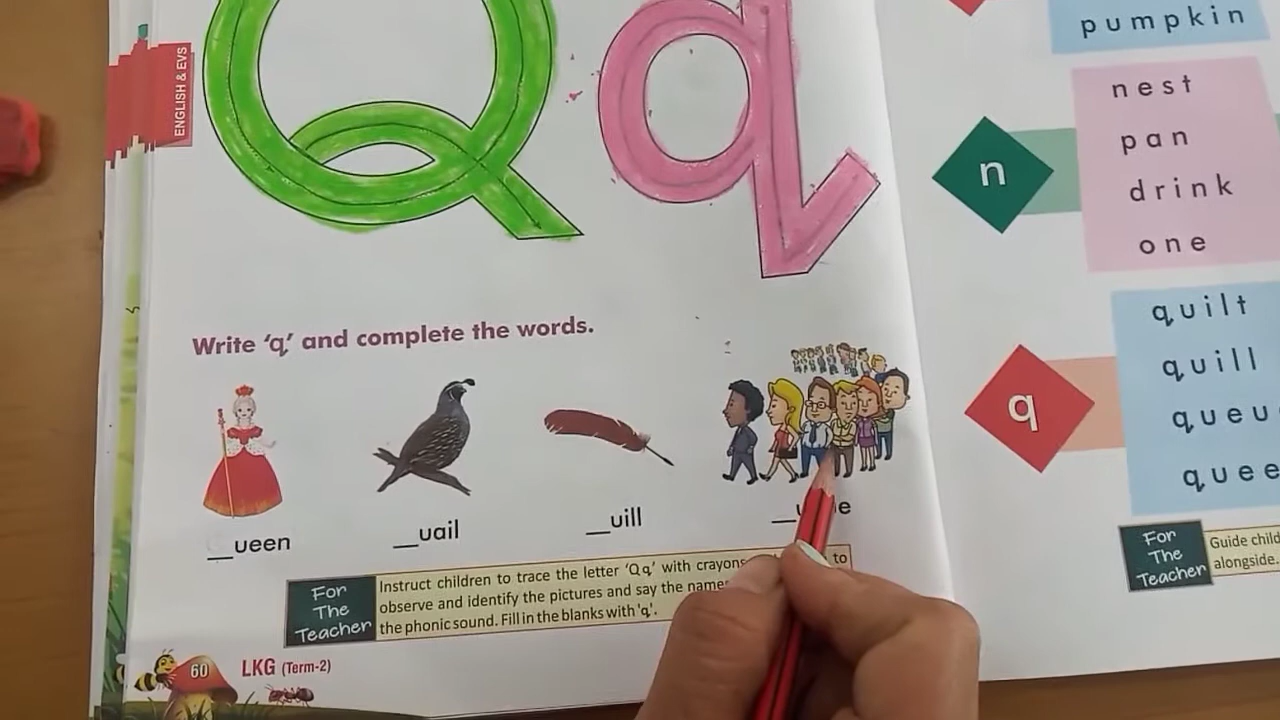 ENGLISH & EVS
Q q
Write 'q' and complete the words.
__ueen
__uail
__uill
For
The
Teacher
Instruct children to trace the letter 'Qq' with crayons to
observe and identify the pictures and say the
the phonic sound. Fill in the blanks with 'q'.
60
LKG (Term-2)
pumpkin
n
nest
pan
drink
one
q
quilt
quill
For
The
Teacher
Guide
alongside.